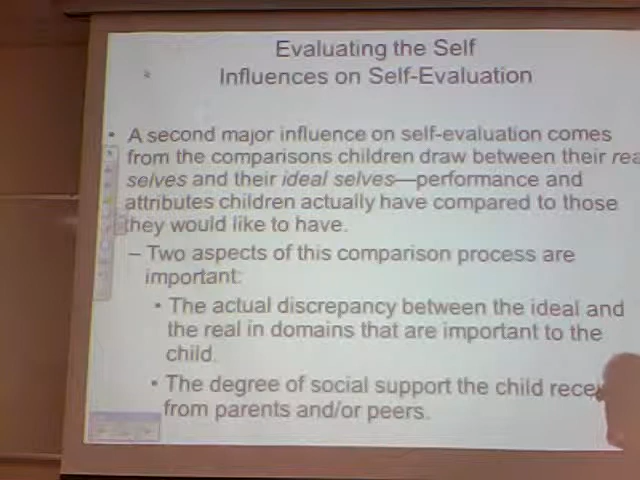 Evaluating the Self
Influences on Self-Evaluation
• A second major influence on self-evaluation comes
from the comparisons children draw between their rea
selves and their ideal selves—performance and
attributes children actually have compared to those
they would like to have.
– Two aspects of this comparison process are
important:
• The actual discrepancy between the ideal and
the real in domains that are important to the
child.
• The degree of social support the child rece
from parents and/or peers.